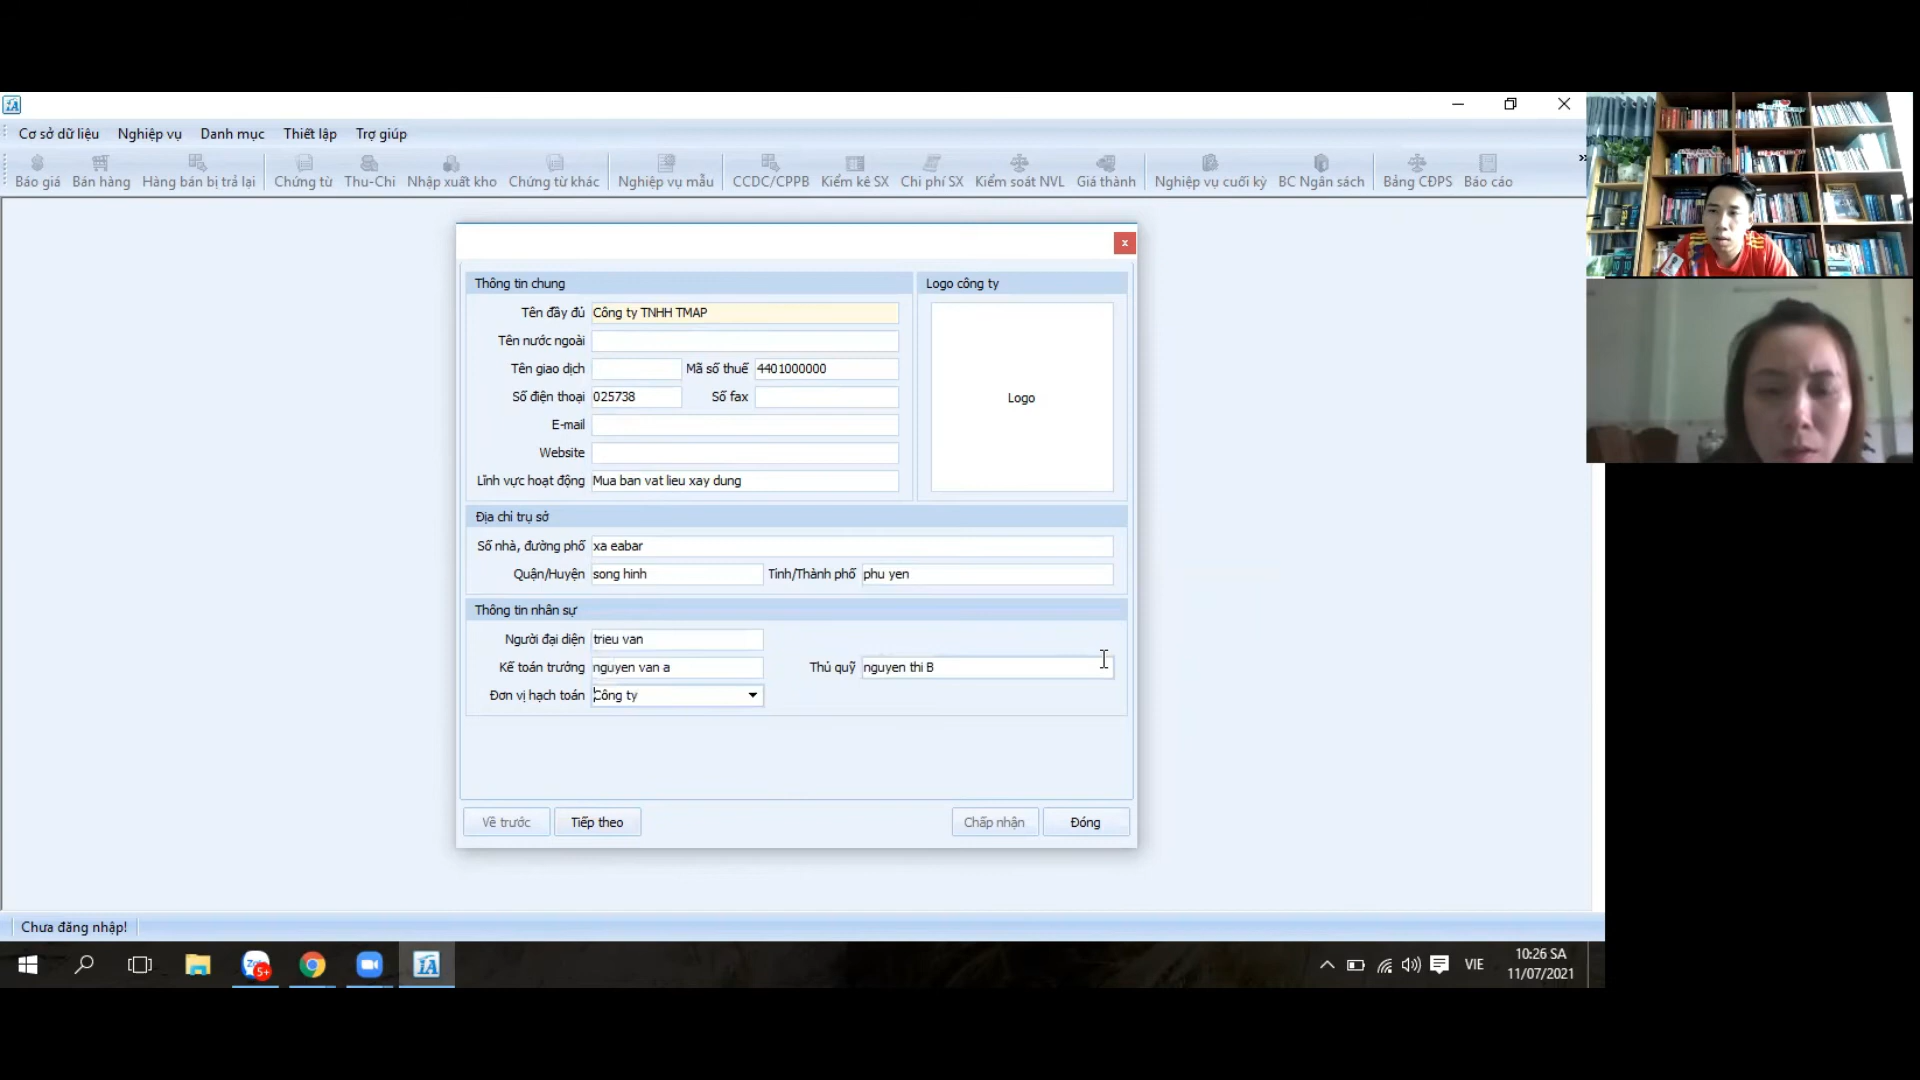 iA
Cơ sở dữ liệu Nghiệp vụ Danh mục Thiết lập Trợ giúp
Báo giá Bán hàng Hàng bán bị trả lại Chứng từ Thu-Chi Nhập xuất kho Chứng từ khác Nghiệp vụ mẫu CCDC/CPPB Kiểm kê SX Chi phí SX Kiểm soát NVL Giá thành Nghiệp vụ cuối kỳ BC Ngân sách Bảng CĐPS Báo cáo
Thông tin chung
Logo công ty
Tên đầy đủ Công ty TNHH TMAP
Tên nước ngoài
Tên giao dịch Mã số thuế 4401000000
Số điện thoại 025738 Số fax
Logo
E-mail
Website
Lĩnh vực hoạt động Mua ban vat lieu xay dung
Địa chỉ trụ sở
Số nhà, đường phố xa eabar
Quận/Huyện song hinh Tỉnh/Thành phố phu yen
Thông tin nhân sự
Người đại diện trieu van
Kế toán trưởng nguyen van a Thủ quỹ nguyen thi B
Đơn vị hạch toán Công ty
Về trước Tiếp theo Chấp nhận Đóng
Chưa đăng nhập!
5+
iA
VIE
10:26 SA
11/07/2021